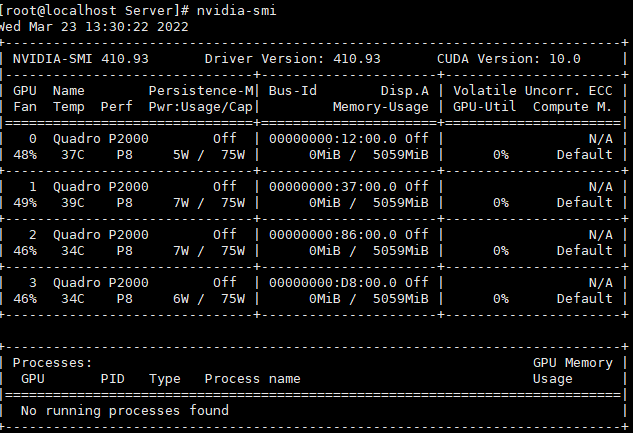 [root@localhost Server]# nvidia-smi
Wed Mar 23 13:30:22 2022
+-----------------------------------------------------------------------------+
| NVIDIA-SMI 410.93       Driver Version: 410.93       CUDA Version: 10.0     |
|-------------------------------+----------------------+----------------------+
| GPU  Name        Persistence-M| Bus-Id        Disp.A | Volatile Uncorr. ECC |
| Fan  Temp  Perf  Pwr:Usage/Cap|         Memory-Usage | GPU-Util  Compute M. |
|===============================+======================+======================|
|   0  Quadro P2000        Off  | 00000000:12:00.0 Off |                  N/A |
| 48%   37C    P8     5W /  75W |      0MiB /  5059MiB |      0%      Default |
+-------------------------------+----------------------+----------------------+
|   1  Quadro P2000        Off  | 00000000:37:00.0 Off |                  N/A |
| 49%   39C    P8     7W /  75W |      0MiB /  5059MiB |      0%      Default |
+-------------------------------+----------------------+----------------------+
|   2  Quadro P2000        Off  | 00000000:86:00.0 Off |                  N/A |
| 46%   34C    P8     7W /  75W |      0MiB /  5059MiB |      0%      Default |
+-------------------------------+----------------------+----------------------+
|   3  Quadro P2000        Off  | 00000000:D8:00.0 Off |                  N/A |
| 46%   34C    P8     6W /  75W |      0MiB /  5059MiB |      0%      Default |
+-------------------------------+----------------------+----------------------+

+-----------------------------------------------------------------------------+
| Processes:                                                       GPU Memory |
|  GPU       PID   Type   Process name                             Usage      |
|=============================================================================|
|  No running processes found                                                 |
+-----------------------------------------------------------------------------+